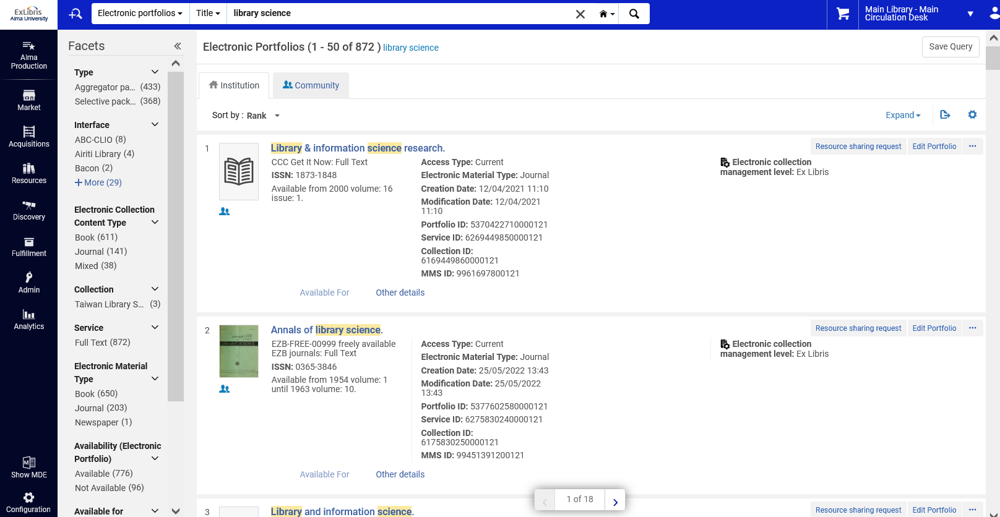 ExLibris
Alma University
Electronic portfolios
Title
library science
Main Library - Main
Circulation Desk
Alma
Production
Market
Acquisitions
Resources
Discovery
Fulfillment
Admin
Analytics
Show MDE
Configuration
Facets
Type
Aggregator pa... (433)
Selective pack... (368)
Interface
ABC-CLIO (8)
Airiti Library (4)
Bacon (2)
More (29)
Electronic Collection
Content Type
Book (611)
Journal (141)
Mixed (38)
Collection
Taiwan Library S... (3)
Service
Full Text (872)
Electronic Material
Type
Book (650)
Journal (203)
Newspaper (1)
Availability (Electronic
Portfolio)
Available (776)
Not Available (96)
Available for
Electronic Portfolios (1 - 50 of 872 ) library science
Save Query
Institution
Community
Sort by : Rank
Expand
1
Library & information science research.
Resource sharing request
Edit Portfolio
CCC Get It Now: Full Text
ISSN: 1873-1848
Available from 2000 volume: 16
issue: 1.
Access Type: Current
Electronic Material Type: Journal
Creation Date: 12/04/2021 11:10
Modification Date: 12/04/2021
11:10
Portfolio ID: 5370422710000121
Service ID: 6269449850000121
Collection ID:
6169449860000121
MMS ID: 9961697800121
Electronic collection
management level: Ex Libris
Available For
Other details
2
LIBRARY SCIENCE
Annals of library science.
Resource sharing request
Edit Portfolio
EZB-FREE-00999 freely available
EZB journals: Full Text
ISSN: 0365-3846
Available from 1954 volume: 1
until 1963 volume: 10.
Access Type: Current
Electronic Material Type: Journal
Creation Date: 25/05/2022 13:43
Modification Date: 25/05/2022
13:43
Portfolio ID: 5377602580000121
Service ID: 6275830240000121
Collection ID:
6175830250000121
MMS ID: 99451391200121
Electronic collection
management level: Ex Libris
Available For
Other details
1 of 18
3
Library and information science.
Resource sharing request
Edit Portfolio